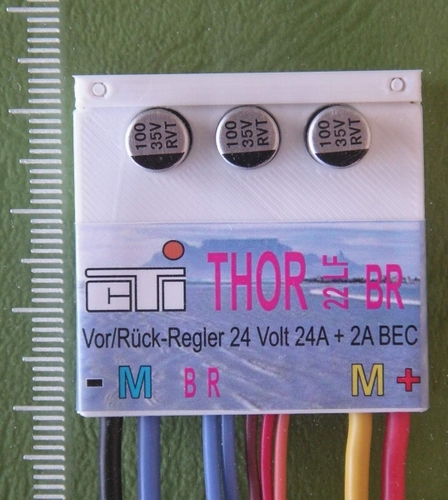 100 100 100
35V 35V 35V
RVT RVT RVT
CTi THOR 22LF BR
Vor/Rück-Regler 24 Volt 24A + 2A BEC
- M B R M +